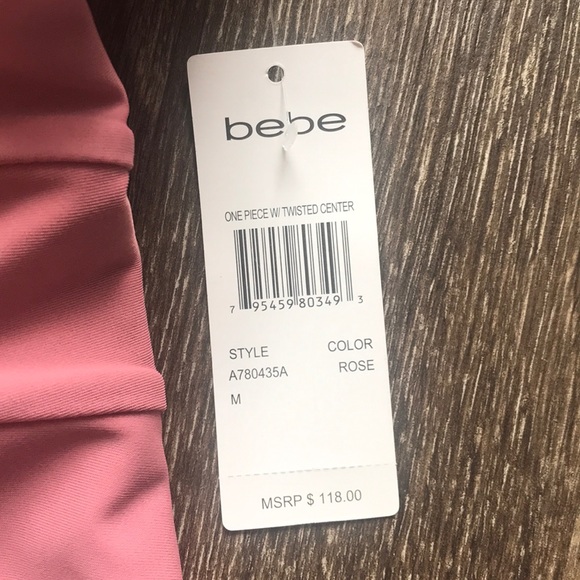 bebe
ONE PIECE W/ TWISTED CENTER
7 95459 80349 3
STYLE COLOR
A780435A ROSE
M
MSRP $ 118.00